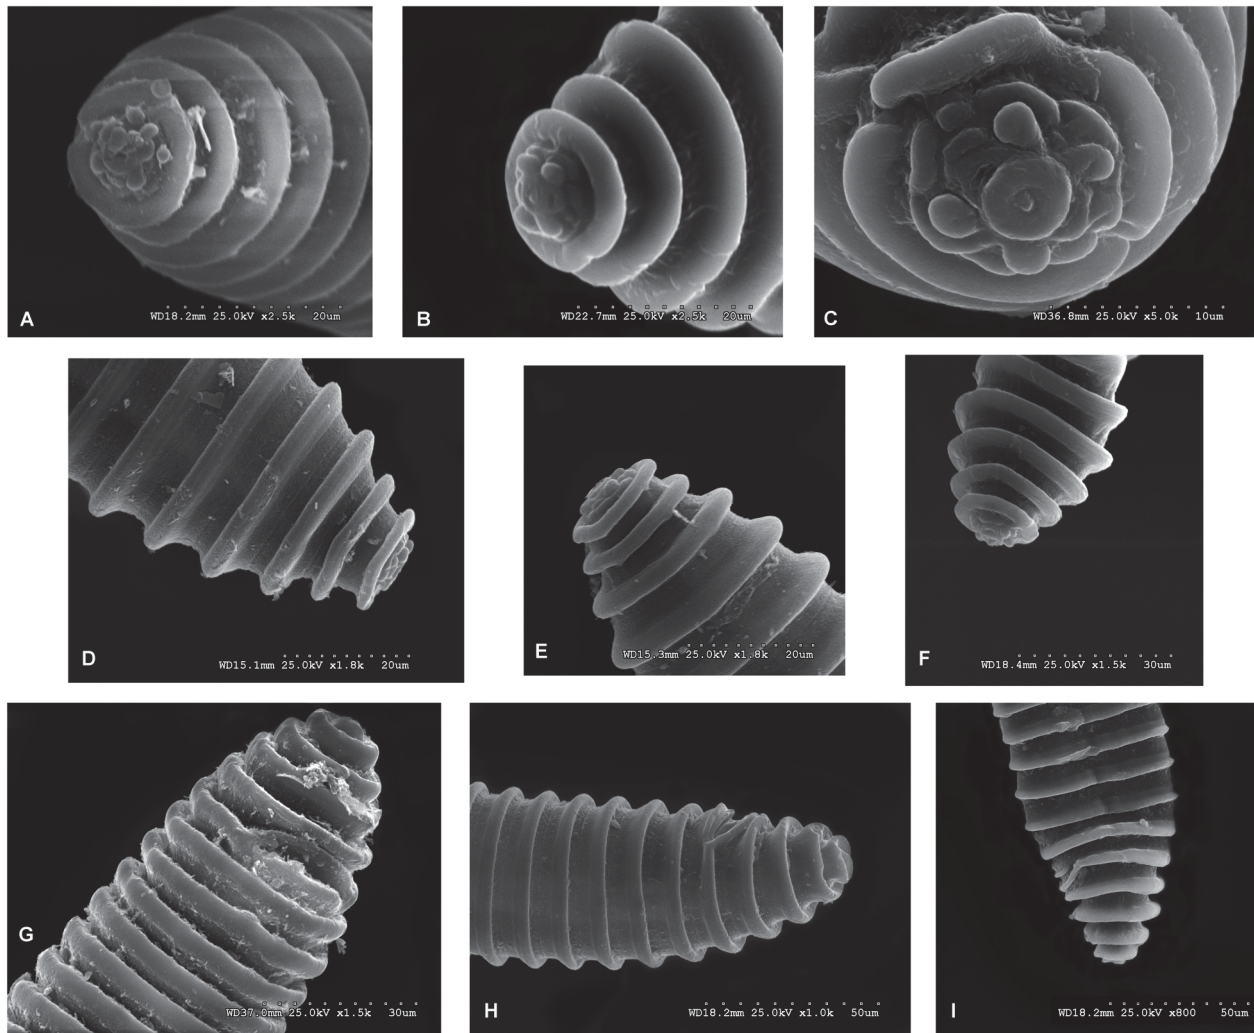 A
WD18.2mm 25.0kV x2.5k 20um
B
WD22.7mm 25.0kV x2.5k 20um
C
WD36.8mm 25.0kV x5.0k 10um
D
WD15.1mm 25.0kV x1.8k 20um
E
WD15.3mm 25.0kV x1.8k 20um
F
WD18.4mm 25.0kV x1.5k 30um
G
WD37.0mm 25.0kV x1.5k 30um
H
WD18.2mm 25.0kV x1.0k 50um
I
WD18.2mm 25.0kV x800 50um